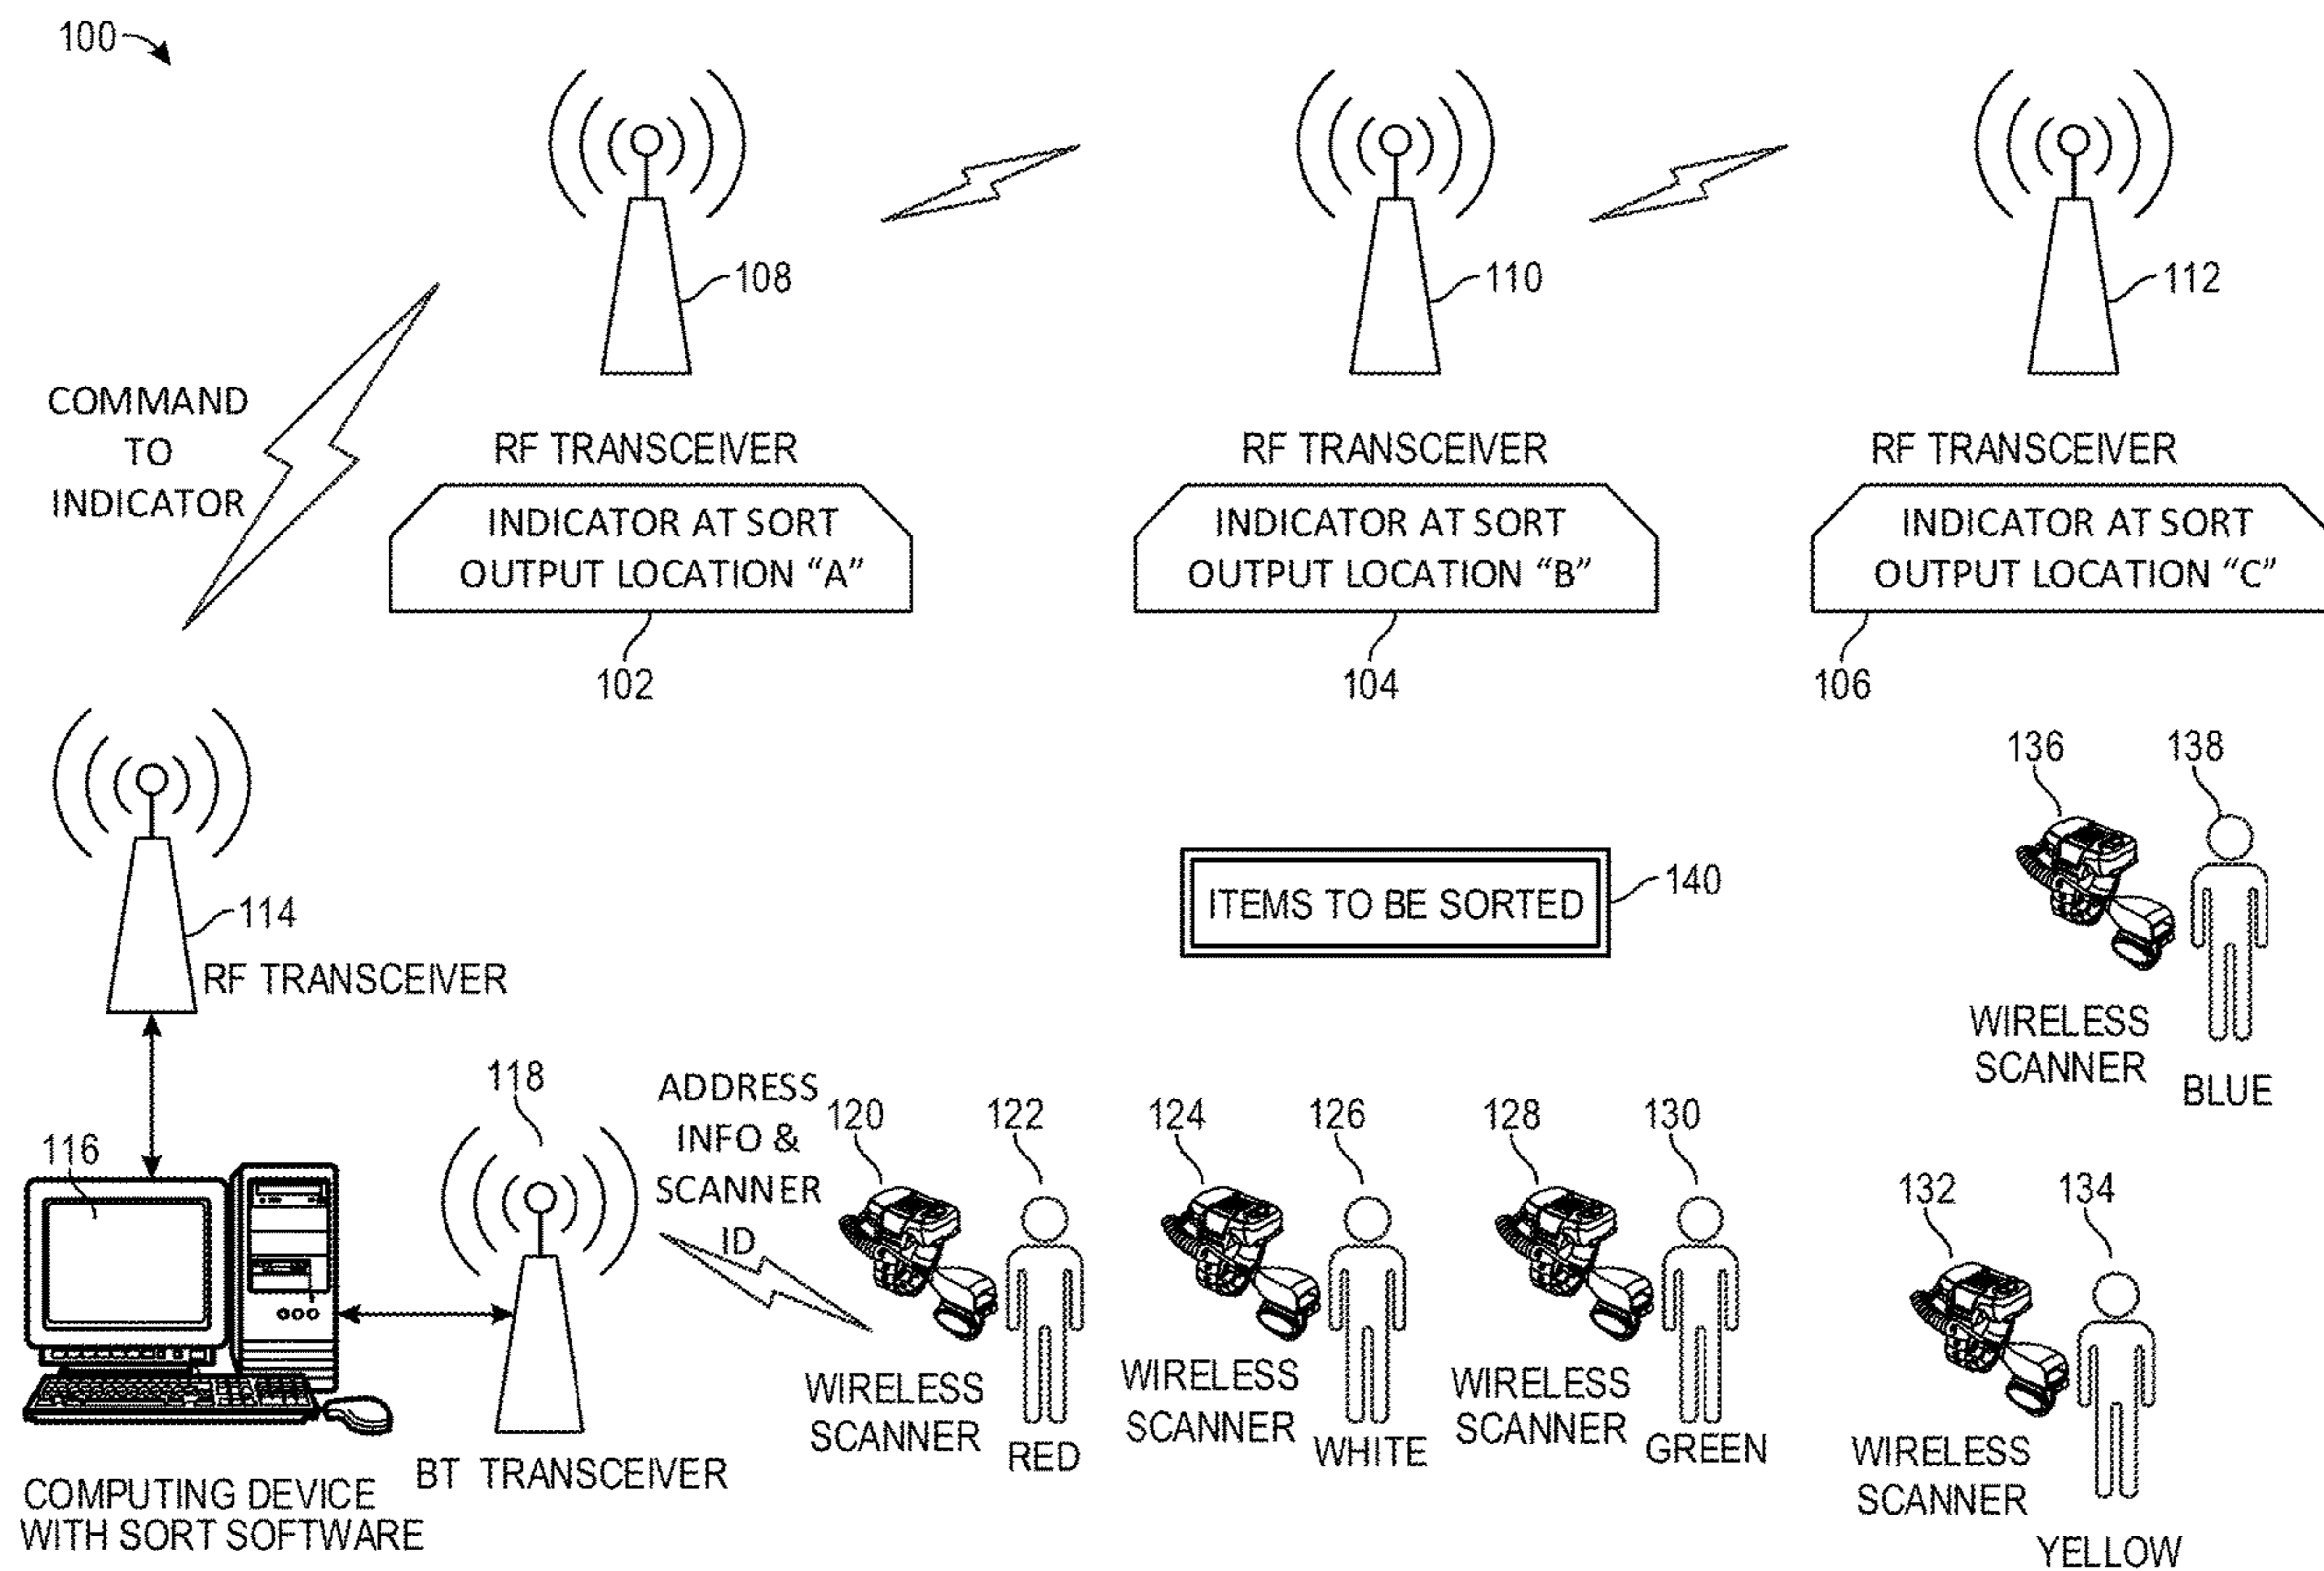 100
108
110
112
COMMAND
TO
INDICATOR
RF TRANSCEIVER
RF TRANSCEIVER
RF TRANSCEIVER
INDICATOR AT SORT
OUTPUT LOCATION “A”
INDICATOR AT SORT
OUTPUT LOCATION “B”
INDICATOR AT SORT
OUTPUT LOCATION “C”
102
104
106
136
138
114
RF TRANSCEIVER
ITEMS TO BE SORTED
140
WIRELESS
SCANNER
BLUE
116
118
ADDRESS
INFO &
SCANNER
ID
120
122
124
126
128
130
132
134
WIRELESS
SCANNER
RED
WIRELESS
SCANNER
WHITE
WIRELESS
SCANNER
GREEN
WIRELESS
SCANNER
YELLOW
BT TRANSCEIVER
COMPUTING DEVICE
WITH SORT SOFTWARE